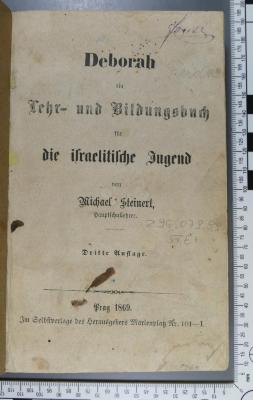 Deborah
ein
Lehr- und Bildungsbuch
für
die israelitische Jugend
von
Michael Steinert,
Hauptschullehrer.
Dritte Auflage.
Prag 1869.
Im Selbstverlage des Herausgebers Marienplatz Nr. 101—I.